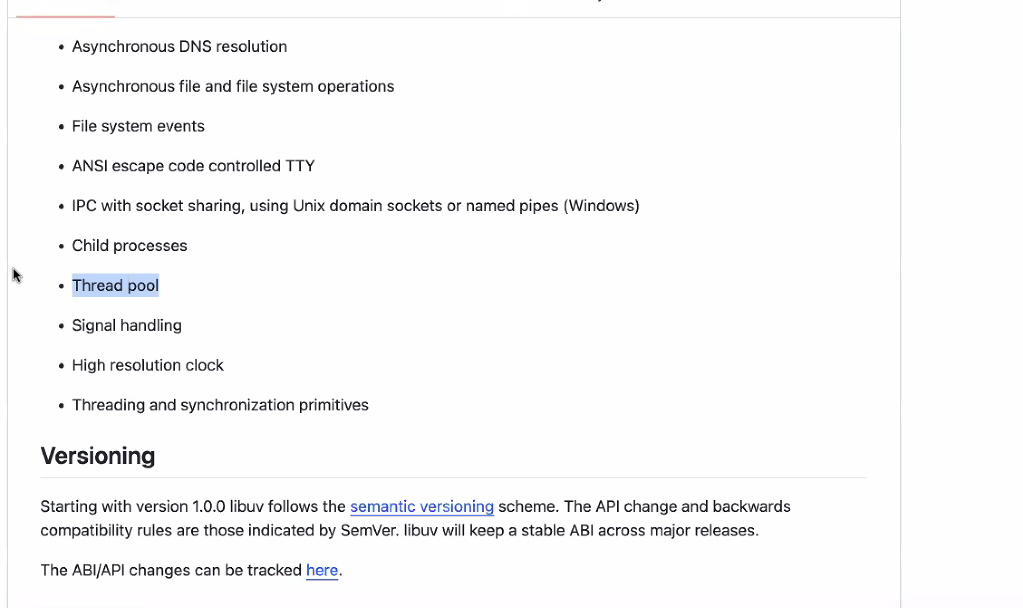 • Asynchronous DNS resolution
• Asynchronous file and file system operations
• File system events
• ANSI escape code controlled TTY
• IPC with socket sharing, using Unix domain sockets or named pipes (Windows)
• Child processes
• Thread pool
• Signal handling
• High resolution clock
• Threading and synchronization primitives
Versioning
Starting with version 1.0.0 libuv follows the semantic versioning scheme. The API change and backwards
compatibility rules are those indicated by SemVer. libuv will keep a stable ABI across major releases.
The ABI/API changes can be tracked here.